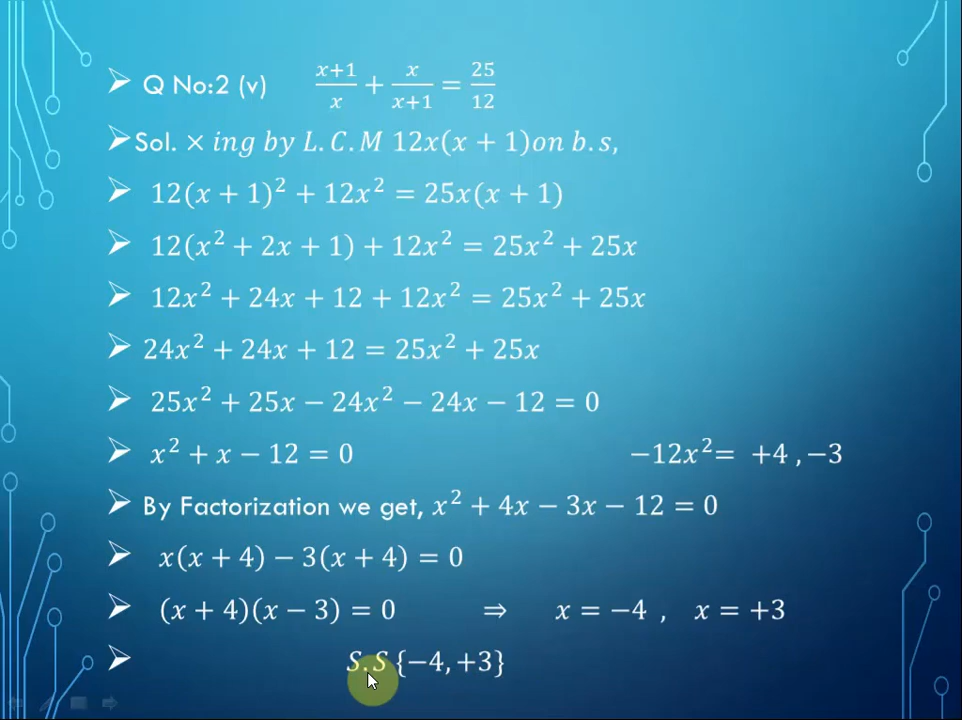 Q No:2 (v) \frac{x+1}{x} + \frac{x}{x+1} = \frac{25}{12}
Sol. × ing by L.C.M 12x(x + 1)on b.s,
12(x + 1)² + 12x² = 25x(x + 1)
12(x² + 2x + 1) + 12x² = 25x² + 25x
12x² + 24x + 12 + 12x² = 25x² + 25x
24x² + 24x + 12 = 25x² + 25x
25x² + 25x − 24x² − 24x − 12 = 0
x² + x − 12 = 0 −12x²= +4 ,−3
By Factorization we get, x² + 4x − 3x − 12 = 0
x(x + 4) − 3(x + 4) = 0
(x + 4)(x − 3) = 0 ⇒ x = −4 , x = +3
S.S {−4, +3}